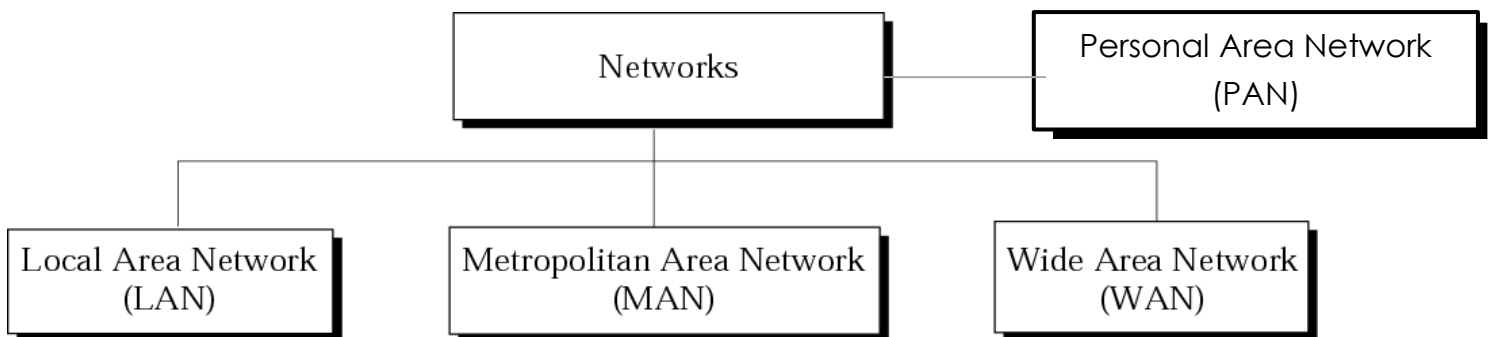 Networks
Personal Area Network
(PAN)
Local Area Network
(LAN)
Metropolitan Area Network
(MAN)
Wide Area Network
(WAN)